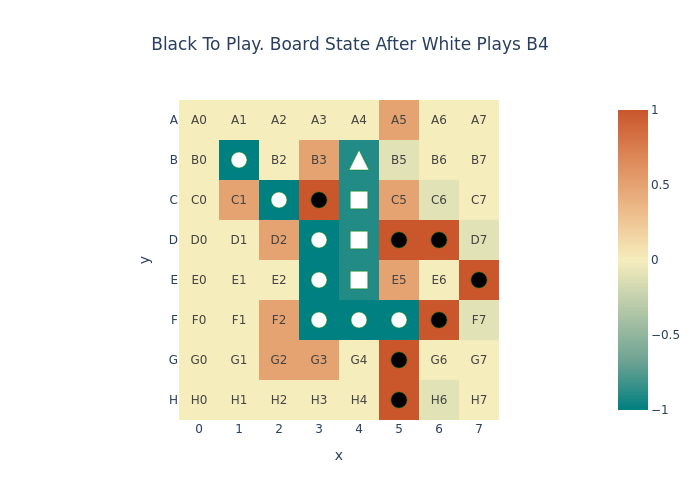 Black To Play. Board State After White Plays B4
A A0 A1 A2 A3 A4 A5 A6 A7
B B0 B2 B3 B5 B6 B7
C C0 C1 C5 C6 C7
D D0 D1 D2 D7
E E0 E1 E2 E5 E6
F F0 F1 F2 F7
G G0 G1 G2 G3 G4 G6 G7
H H0 H1 H2 H3 H4 H6 H7
0 1 2 3 4 5 6 7
x
y
1
0.5
0
−0.5
−1